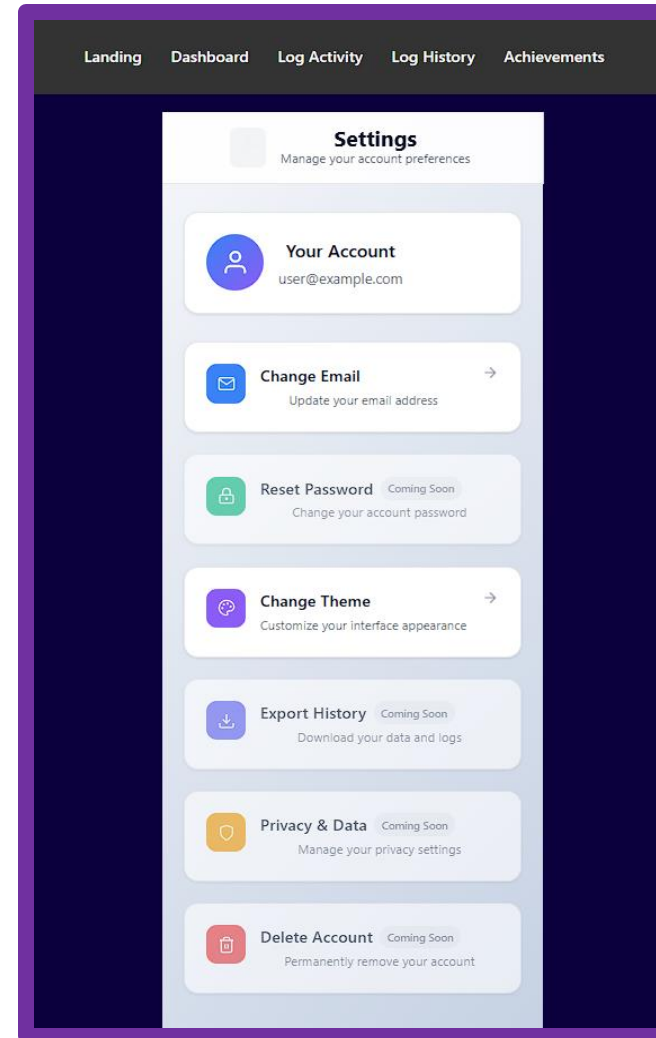 Landing Dashboard Log Activity Log History Achievements
Settings
Manage your account preferences
Your Account
user@example.com
Change Email
Update your email address
Reset Password Coming Soon
Change your account password
Change Theme
Customize your interface appearance
Export History Coming Soon
Download your data and logs
Privacy & Data Coming Soon
Manage your privacy settings
Delete Account Coming Soon
Permanently remove your account